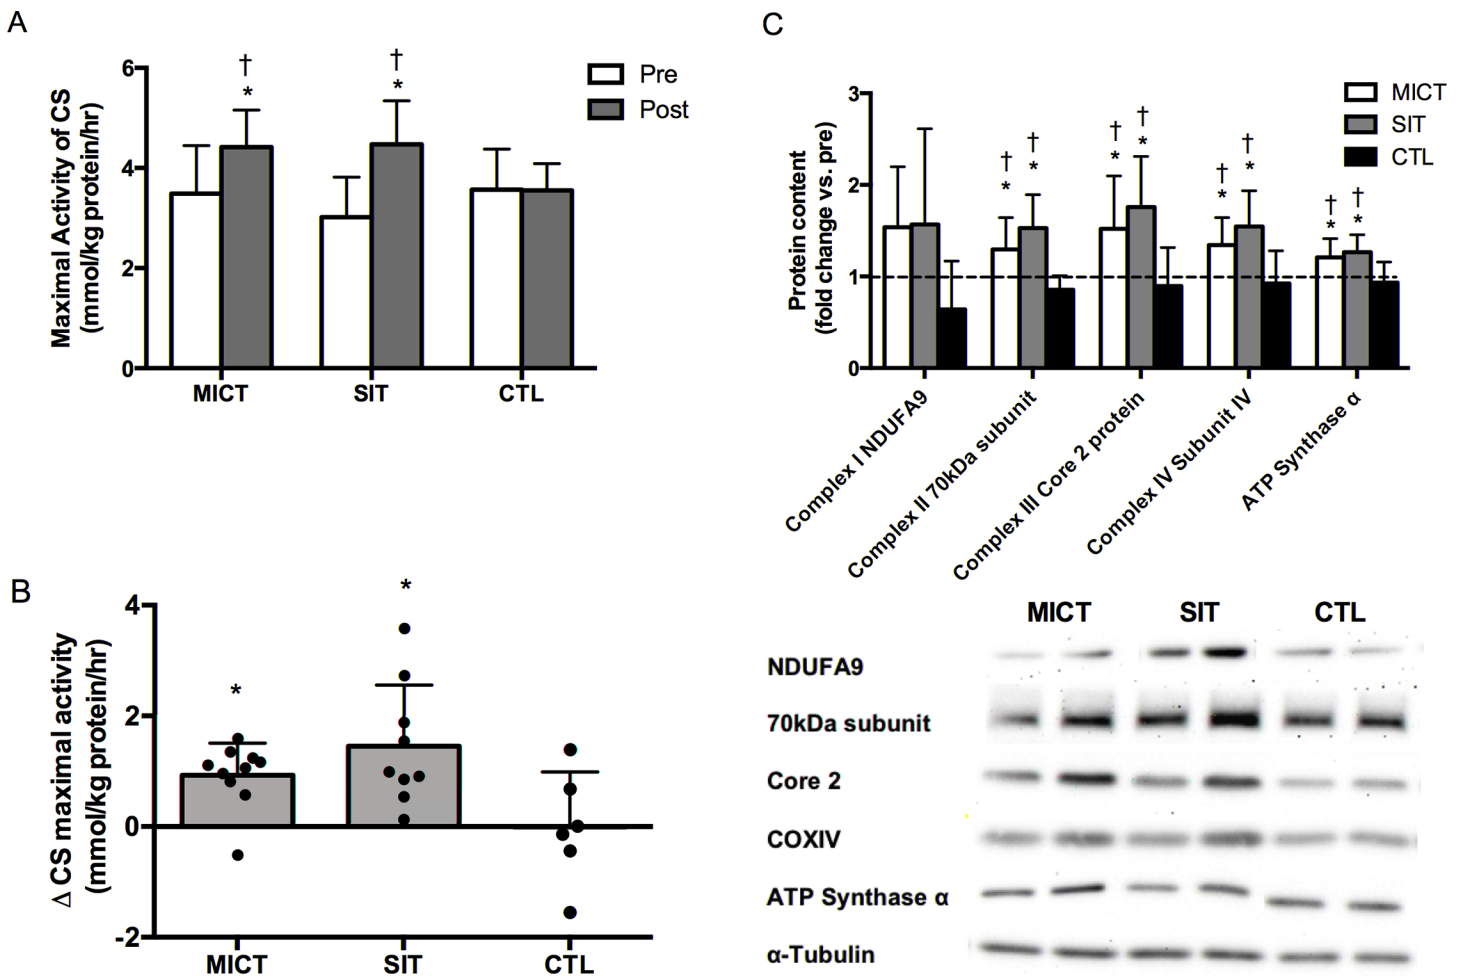 A
Maximal Activity of CS
(mmol/kg protein/hr)
6
4
2
0
†
*
†
*
Pre
Post
MICT
SIT
CTL
B
Δ CS maximal activity
(mmol/kg protein/hr)
4
2
0
-2
*
*
MICT
SIT
CTL
C
Protein content
(fold change vs. pre)
3
2
1
0
†
*
†
*
†
*
†
*
†
*
†
*
†
*
†
*
MICT
SIT
CTL
Complex I NDUFA9
Complex II 70kDa subunit
Complex III Core 2 protein
Complex IV Subunit IV
ATP Synthase α
MICT SIT CTL
NDUFA9
70kDa subunit
Core 2
COXIV
ATP Synthase α
α-Tubulin